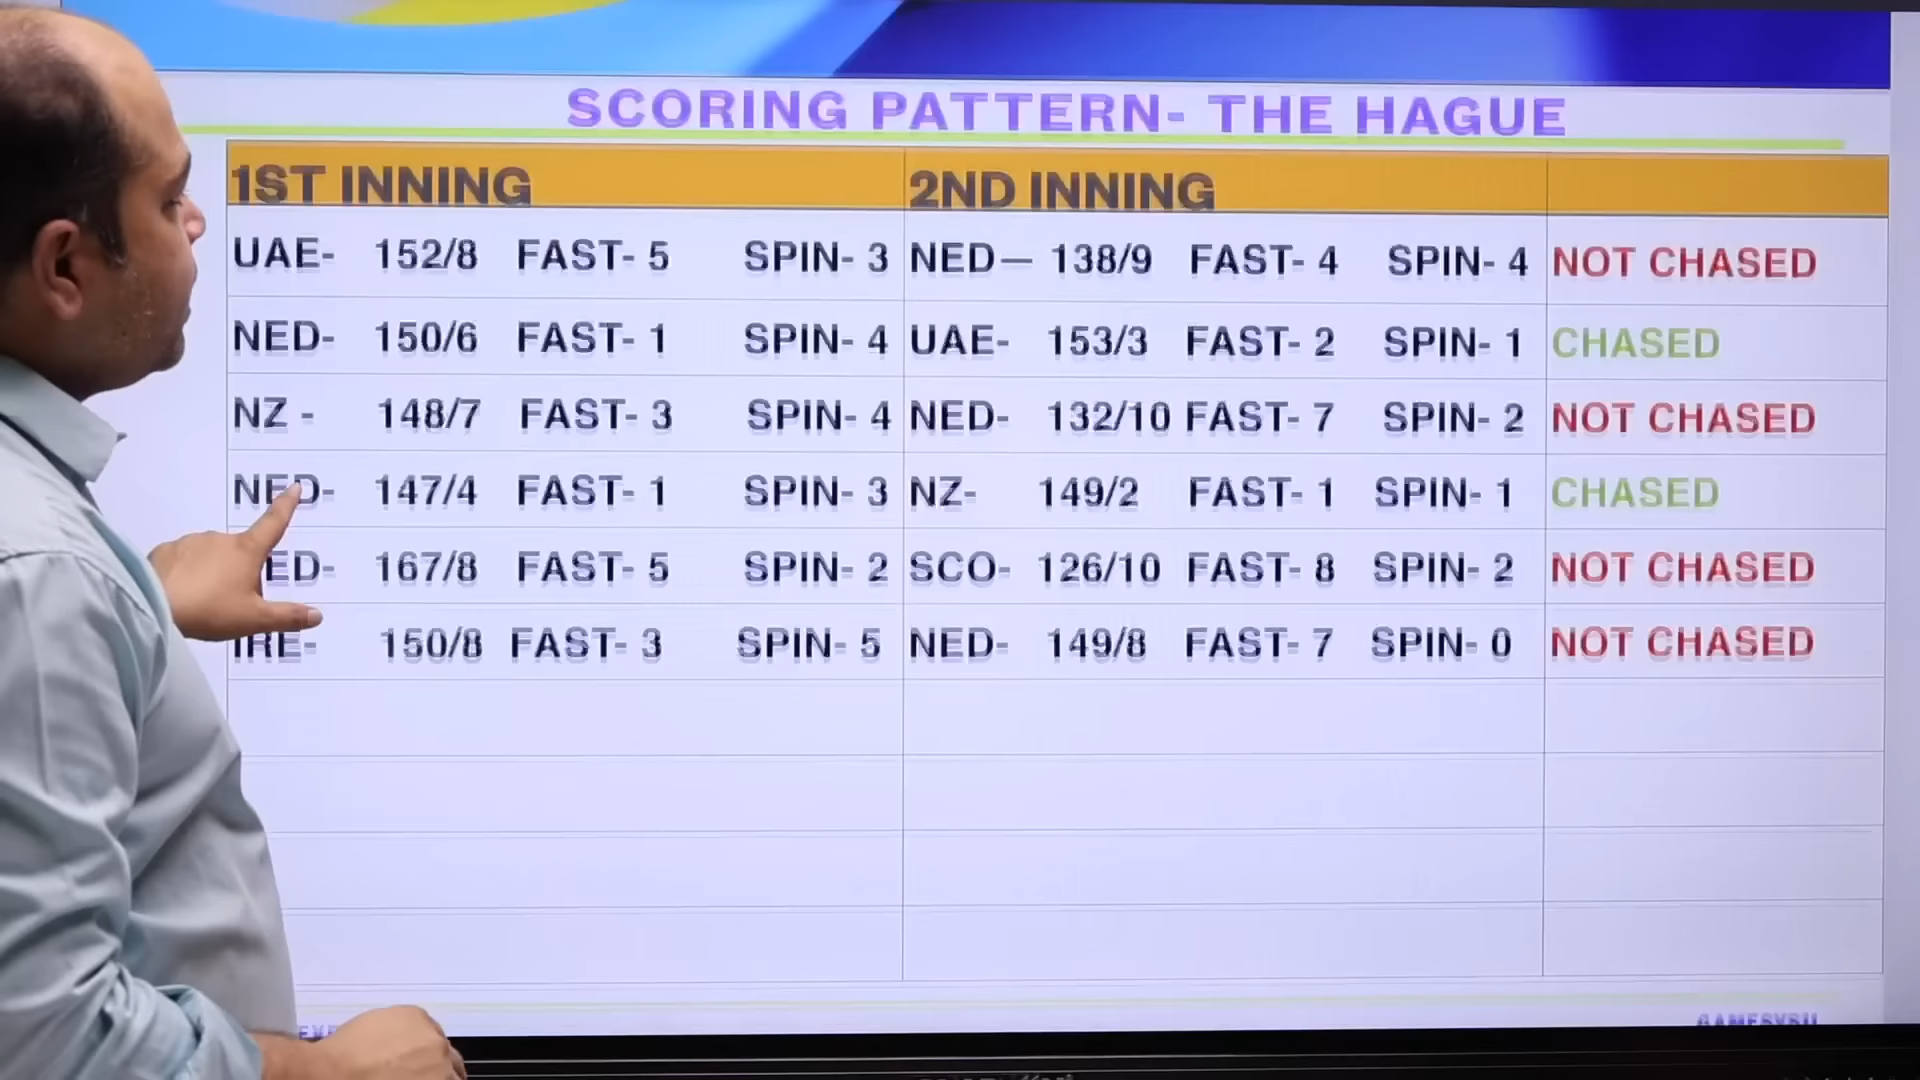 SCORING PATTERN- THE HAGUE
1ST INNING 2ND INNING
UAE- 152/8 FAST- 5 SPIN- 3 NED— 138/9 FAST- 4 SPIN- 4 NOT CHASED
NED- 150/6 FAST- 1 SPIN- 4 UAE- 153/3 FAST- 2 SPIN- 1 CHASED
NZ - 148/7 FAST- 3 SPIN- 4 NED- 132/10 FAST- 7 SPIN- 2 NOT CHASED
NED- 147/4 FAST- 1 SPIN- 3 NZ- 149/2 FAST- 1 SPIN- 1 CHASED
ED- 167/8 FAST- 5 SPIN- 2 SCO- 126/10 FAST- 8 SPIN- 2 NOT CHASED
IRE- 150/8 FAST- 3 SPIN- 5 NED- 149/8 FAST- 7 SPIN- 0 NOT CHASED